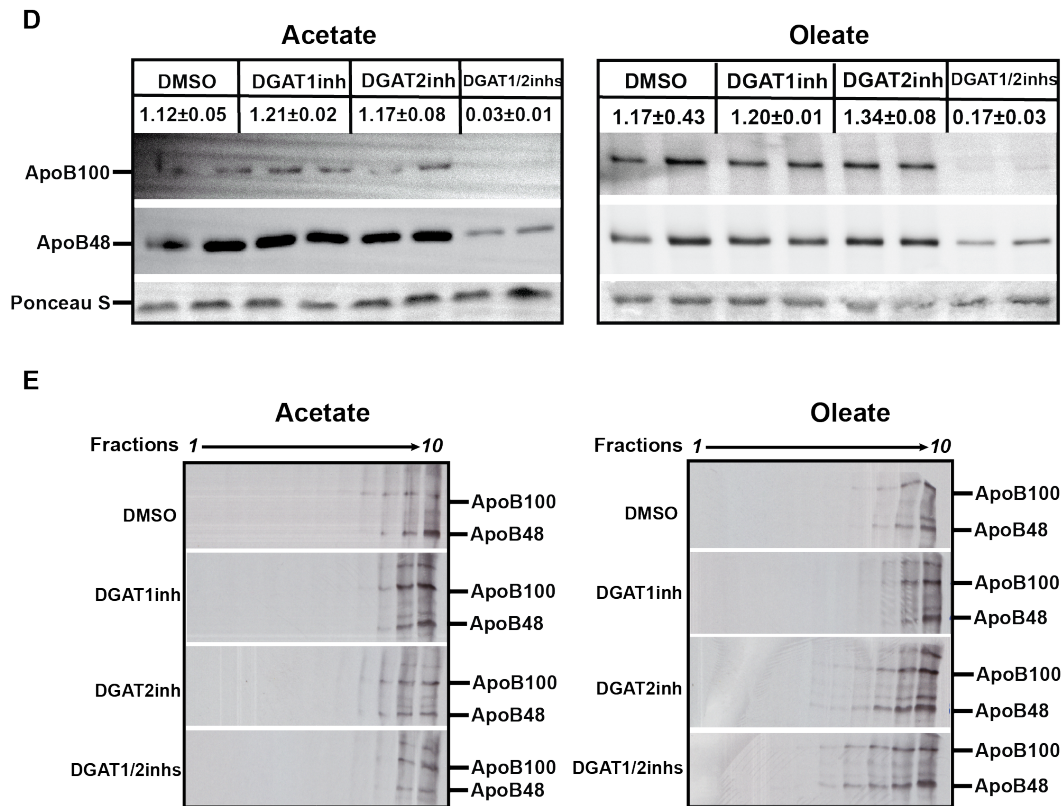 D
Acetate
DMSO DGAT1inh DGAT2inh DGAT1/2inhs
1.12±0.05 1.21±0.02 1.17±0.08 0.03±0.01
ApoB100
ApoB48
Ponceau S
Oleate
DMSO DGAT1inh DGAT2inh DGAT1/2inhs
1.17±0.43 1.20±0.01 1.34±0.08 0.17±0.03
E
Acetate
Fractions 1 10
DMSO
ApoB100
ApoB48
DGAT1inh
ApoB100
ApoB48
DGAT2inh
ApoB100
ApoB48
DGAT1/2inhs
ApoB100
ApoB48
Oleate
Fractions 1 10
DMSO
ApoB100
ApoB48
DGAT1inh
ApoB100
ApoB48
DGAT2inh
ApoB100
ApoB48
DGAT1/2inhs
ApoB100
ApoB48